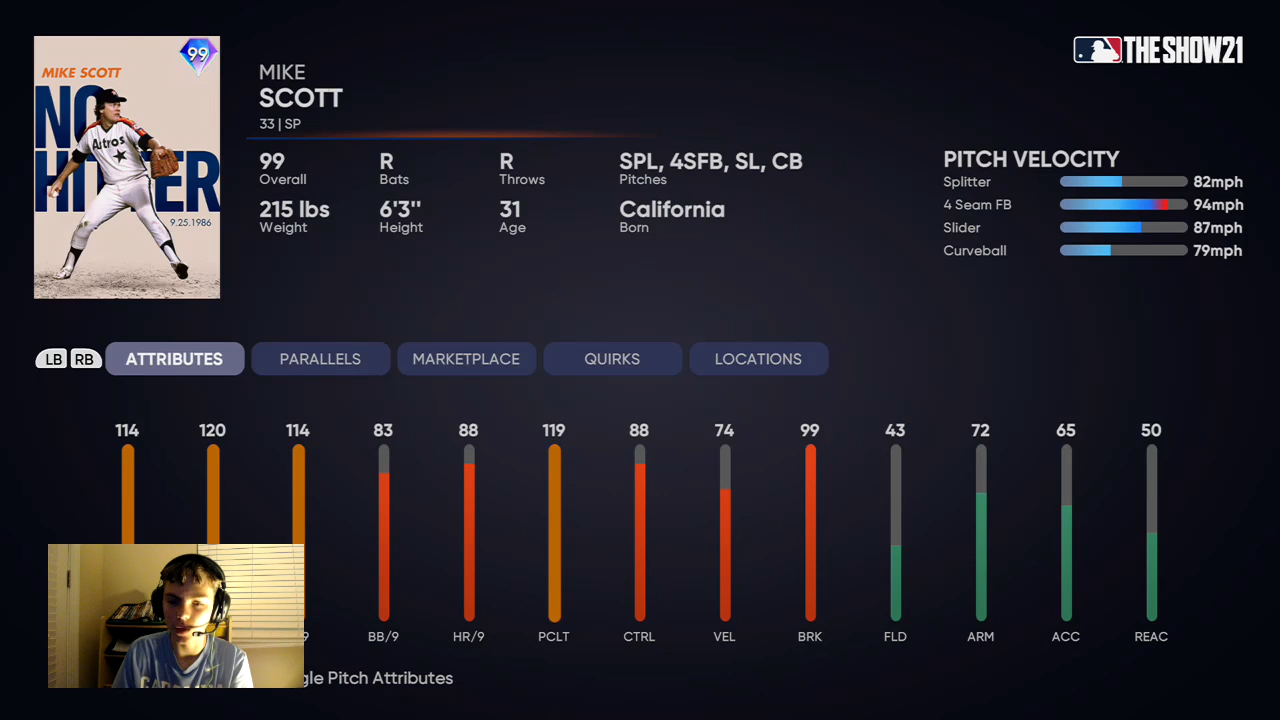 99
MIKE SCOTT
NO
HITTER
Astros
9.25.1986
MIKE
SCOTT
33 | SP
99
Overall
R
Bats
R
Throws
SPL, 4SFB, SL, CB
Pitches
215 lbs
Weight
6'3''
Height
31
Age
California
Born
THE SHOW21
PITCH VELOCITY
Splitter 82mph
4 Seam FB 94mph
Slider 87mph
Curveball 79mph
LB RB ATTRIBUTES PARALLELS MARKETPLACE QUIRKS LOCATIONS
114 120 114 83 88 119 88 74 99 43 72 65 50
9 BB/9 HR/9 PCLT CTRL VEL BRK FLD ARM ACC REAC
gle Pitch Attributes